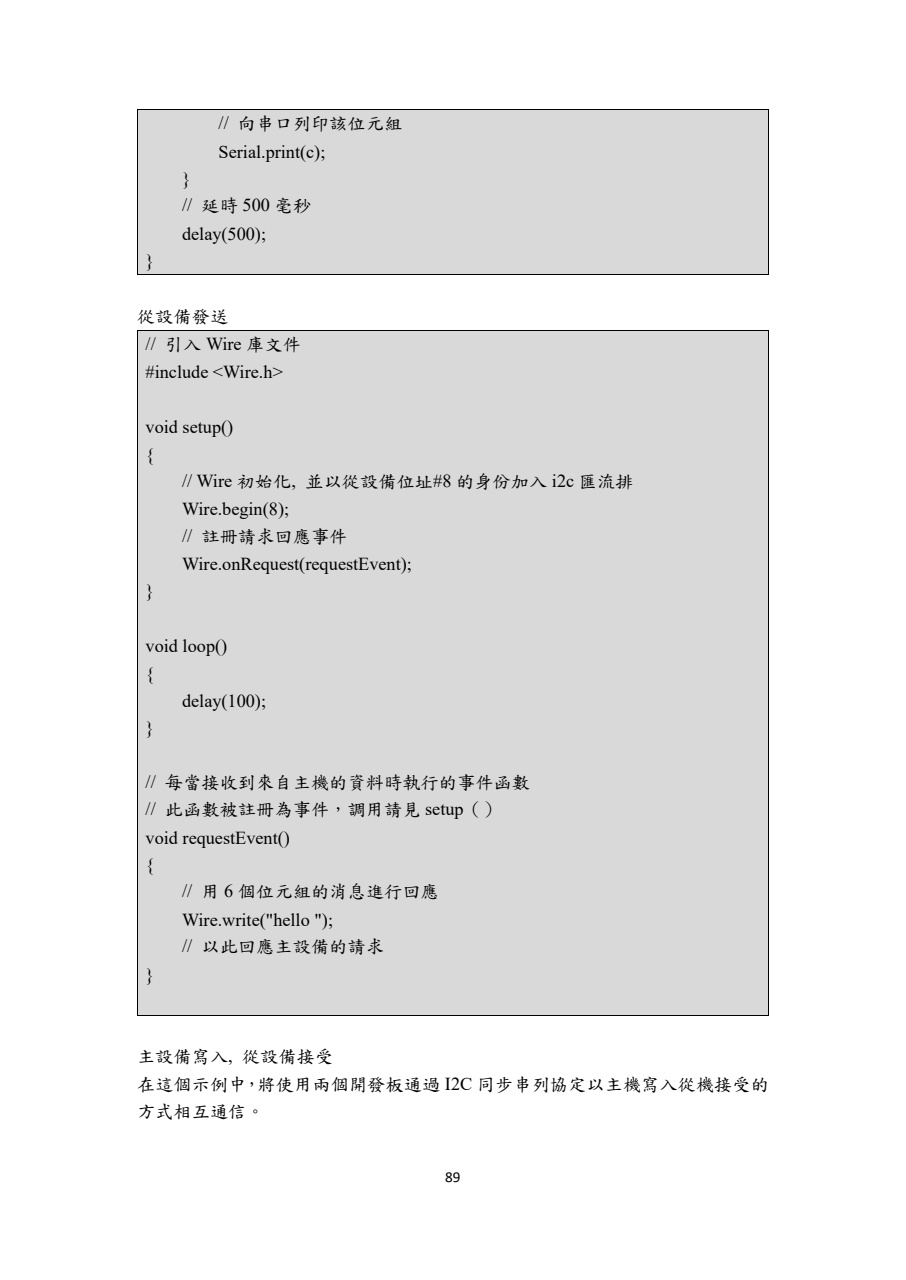 // 向串口列印該位元組
Serial.print(c);
}
// 延時 500 毫秒
delay(500);
}
從設備發送
// 引入 Wire 庫文件
#include <Wire.h>
void setup()
{
// Wire 初始化, 並以從設備位址#8 的身份加入 i2c 匯流排
Wire.begin(8);
// 註冊請求回應事件
Wire.onRequest(requestEvent);
}
void loop()
{
delay(100);
}
// 每當接收到來自主機的資料時執行的事件函數
// 此函數被註冊為事件，調用請見 setup（）
void requestEvent()
{
// 用 6 個位元組的消息進行回應
Wire.write("hello ");
// 以此回應主設備的請求
}
主設備寫入, 從設備接受
在這個示例中，將使用兩個開發板通過 I2C 同步串列協定以主機寫入從機接受的
方式相互通信。
89